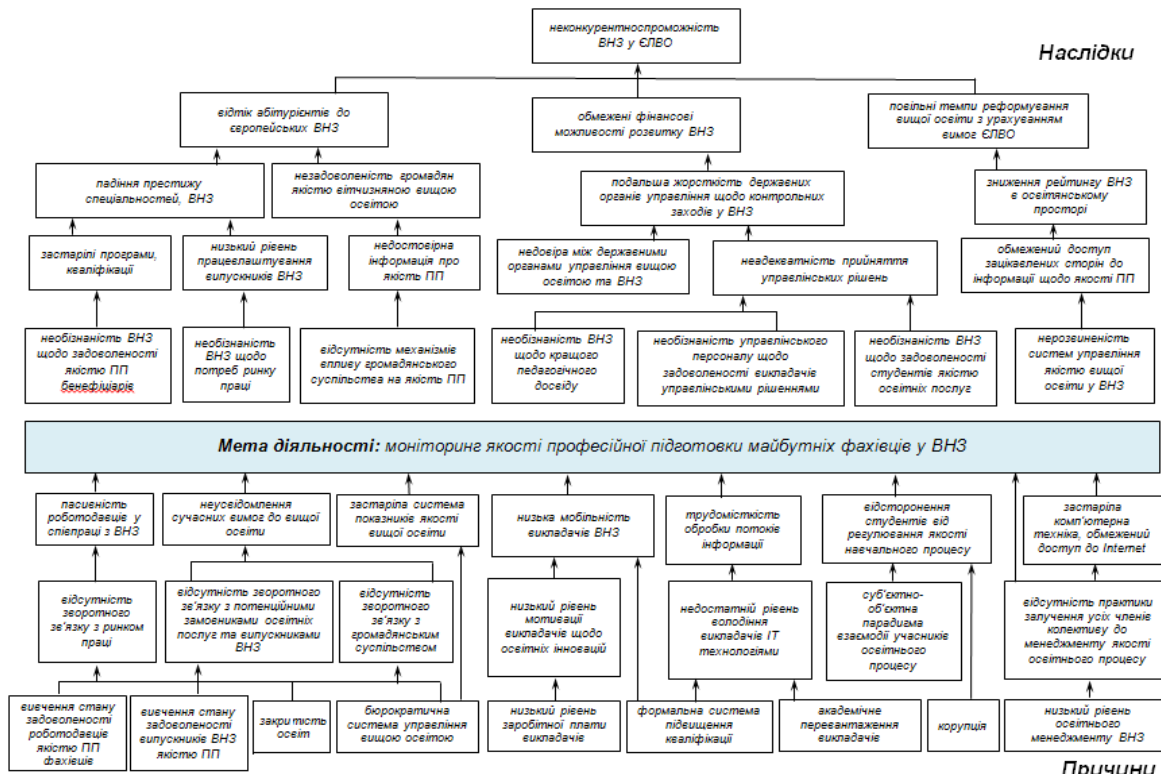 неконкурентноспроможність
ВНЗ у ЄЛВО
Наслідки
відтік абітурієнтів до
європейських ВНЗ
обмежені фінансові
можливості розвитку ВНЗ
повільні темпи реформування
вищої освіти з урахуванням
вимог ЄЛВО
падіння престижу
спеціальностей, ВНЗ
незадоволеність громадян
якістю вітчизняною вищою
освітою
подальша жорсткість державних
органів управління щодо контрольних
заходів у ВНЗ
зниження рейтингу ВНЗ
в освітянському
просторі
застарілі програми,
кваліфікації
низький рівень
працевлаштування
випускників ВНЗ
недостовірна
інформація про
якість ПП
недовіра між державними
органами управління вищою
освітою та ВНЗ
неадекватність прийняття
управлінських рішень
обмежений доступ
зацікавлених сторін до
інформації щодо якості ПП
необізнаність ВНЗ
щодо задоволеності
якістю ПП
бенефіціарів
необізнаність
ВНЗ щодо
потреб ринку
праці
відсутність механізмів
впливу громадянського
суспільства на якість ПП
необізнаність ВНЗ
щодо кращого
педагогічного
досвіду
необізнаність управлінського
персоналу щодо
задоволеності викладачів
управлінськими рішеннями
необізнаність
ВНЗ щодо
задоволеності
студентів якістю
освітніх послуг
нерозвиненість
систем управління
якістю вищої
освіти у ВНЗ
Мета діяльності: моніторинг якості професійної підготовки майбутніх фахівців у ВНЗ
пасивність
роботодавців у
співпраці з ВНЗ
неусвідомлення
сучасних вимог до вищої
освіти
застаріла система
показників якості
вищої освіти
низька мобільність
викладачів ВНЗ
трудомісткість
обробки потоків
інформації
відсторонення
студентів від
регулювання якості
навчального процесу
застаріла
комп'ютерна
техніка, обмежений
доступ до Internet
відсутність
зворотного
зв'язку з ринком
праці
відсутність зворотного
зв'язку з потенційними
замовниками освітніх
послуг та випускниками
ВНЗ
відсутність
зворотного
зв'язку з
громадянським
суспільством
низький рівень
мотивації
викладачів щодо
освітніх інновацій
недостатній рівень
володіння
викладачів ІТ
технологіями
суб'єктно-
об'єктна
парадигма
взаємодії учасників
освітнього
процесу
відсутність практики
залучення усіх членів
колективу до
менеджменту якості
освітнього процесу
вивчення стану
задоволеності
роботодавців
якістю ПП
фахівців
вивчення стану
задоволеності
випускників ВНЗ
якістю ПП
закритість
освіт
бюрократична
система управління
вищою освітою
низький рівень
заробітної плати
викладачів
формальна система
підвищення
кваліфікації
академічне
перевантаження
викладачів
корупція
низький рівень
освітнього
менеджменту ВНЗ
Причини